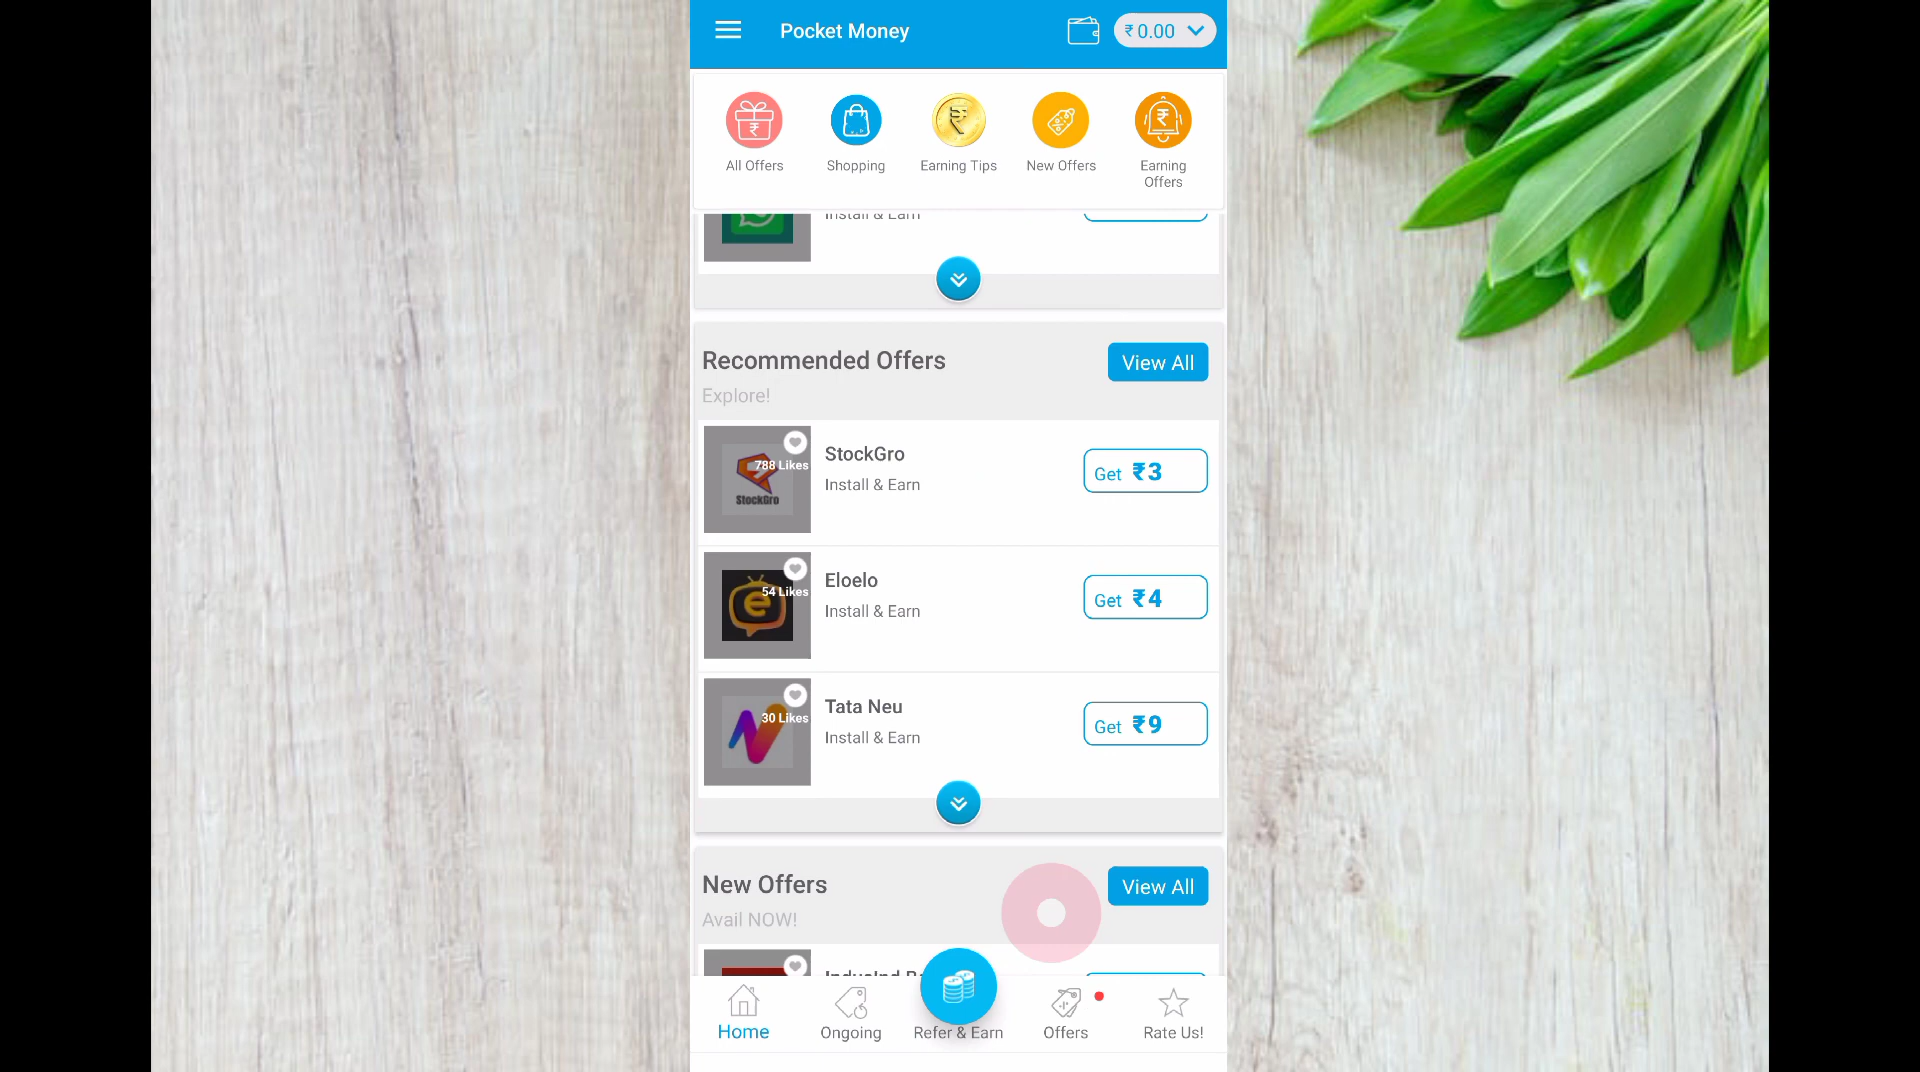 Pocket Money
₹ 0.00
All Offers
Shopping
Earning Tips
New Offers
Earning
Offers
Install & Earn
Recommended Offers
View All
Explore!
788 Likes
StockGro
StockGro
Install & Earn
Get ₹3
54 Likes
e
Eloelo
Install & Earn
Get ₹4
30 Likes
Tata Neu
Install & Earn
Get ₹9
New Offers
View All
Avail NOW!
Home
Ongoing
Refer & Earn
Offers
Rate Us!